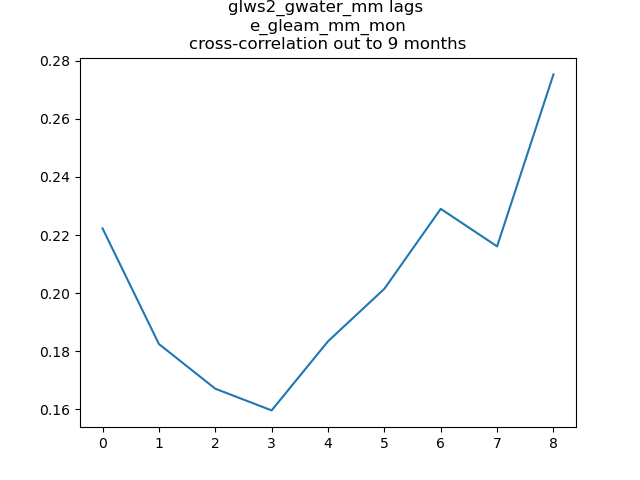 glws2_gwater_mm lags
e_gleam_mm_mon
cross-correlation out to 9 months
0.28
0.26
0.24
0.22
0.20
0.18
0.16
0 1 2 3 4 5 6 7 8